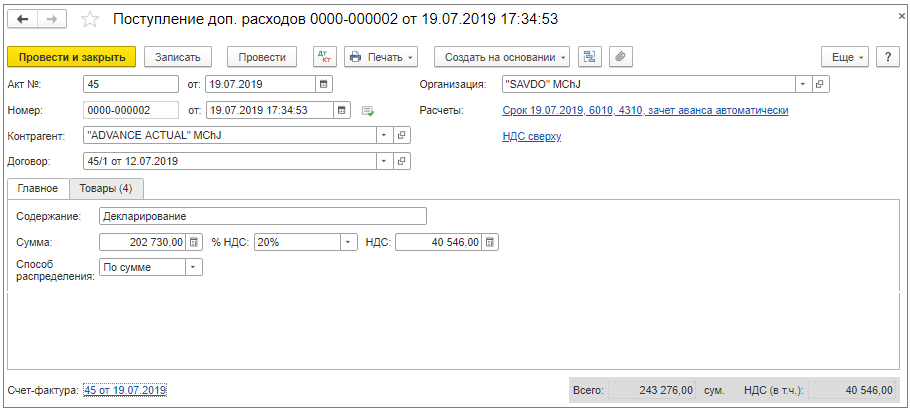 Поступление доп. расходов 0000-000002 от 19.07.2019 17:34:53
Провести и закрыть Записать Провести Дт Кт Печать Создать на основании Еще ?
Акт №: 45 от: 19.07.2019 Организация: "SAVDO" MChJ
Номер: 0000-000002 от: 19.07.2019 17:34:53 Расчеты: Срок 19.07.2019, 6010, 4310, зачет аванса автоматически
Контрагент: "ADVANCE ACTUAL" MChJ НДС сверху
Договор: 45/1 от 12.07.2019
Главное Товары (4)
Содержание: Декларирование
Сумма: 202 730,00 % НДС: 20% НДС: 40 546,00
Способ
распределения: По сумме
Счет-фактура: 45 от 19.07.2019 Всего: 243 276,00 сум. НДС (в т.ч.): 40 546,00